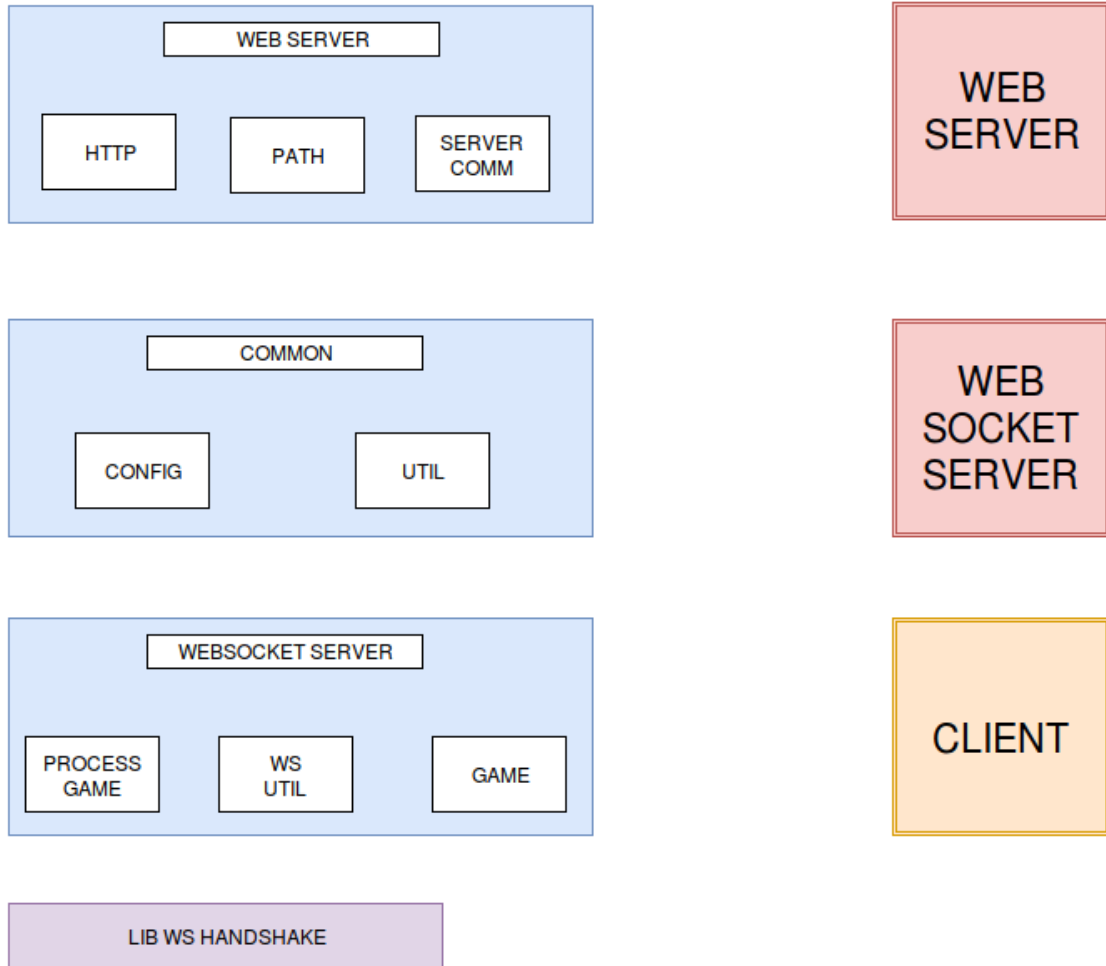 WEB SERVER
HTTP
PATH
SERVER
COMM
WEB
SERVER
COMMON
CONFIG
UTIL
WEB
SOCKET
SERVER
WEBSOCKET SERVER
PROCESS
GAME
WS
UTIL
GAME
CLIENT
LIB WS HANDSHAKE